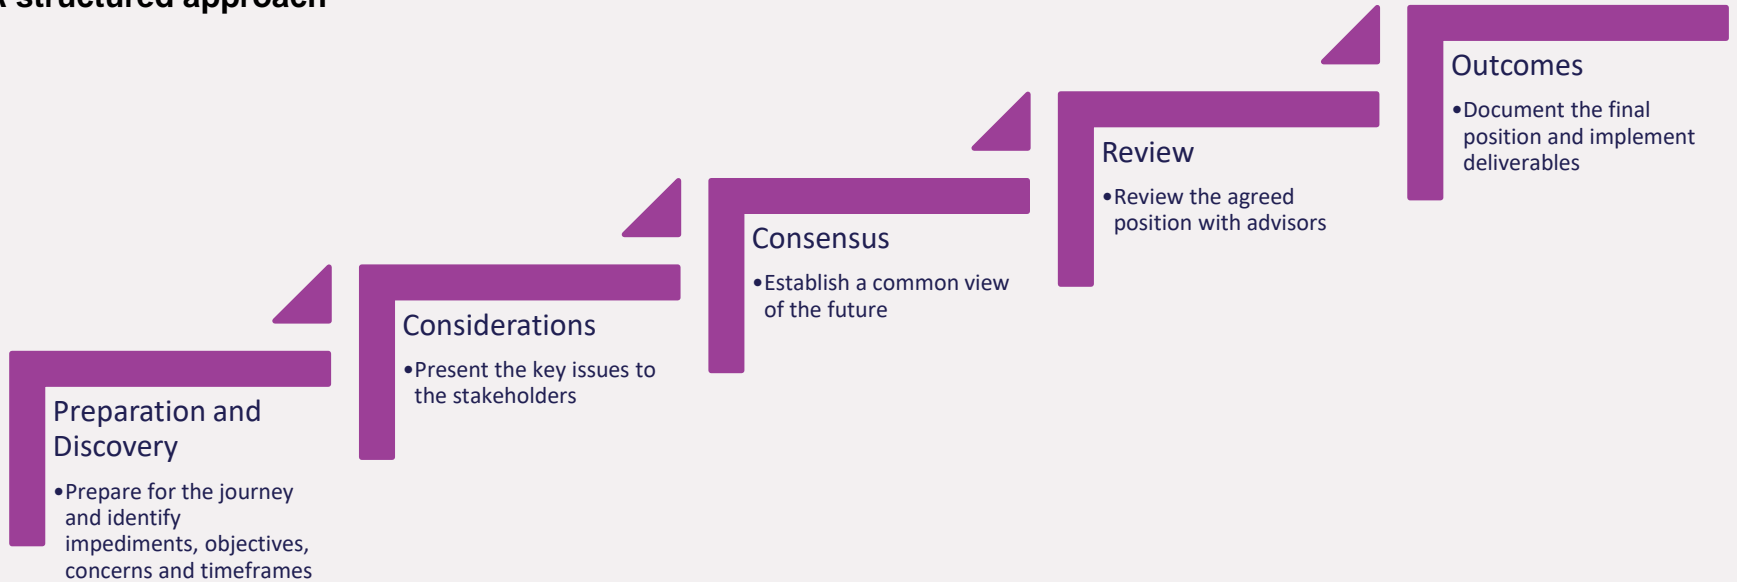 A structured approach
Preparation and
Discovery
•Prepare for the journey
and identify
impediments, objectives,
concerns and timeframes
Considerations
•Present the key issues to
the stakeholders
Consensus
•Establish a common view
of the future
Review
•Review the agreed
position with advisors
Outcomes
•Document the final
position and implement
deliverables